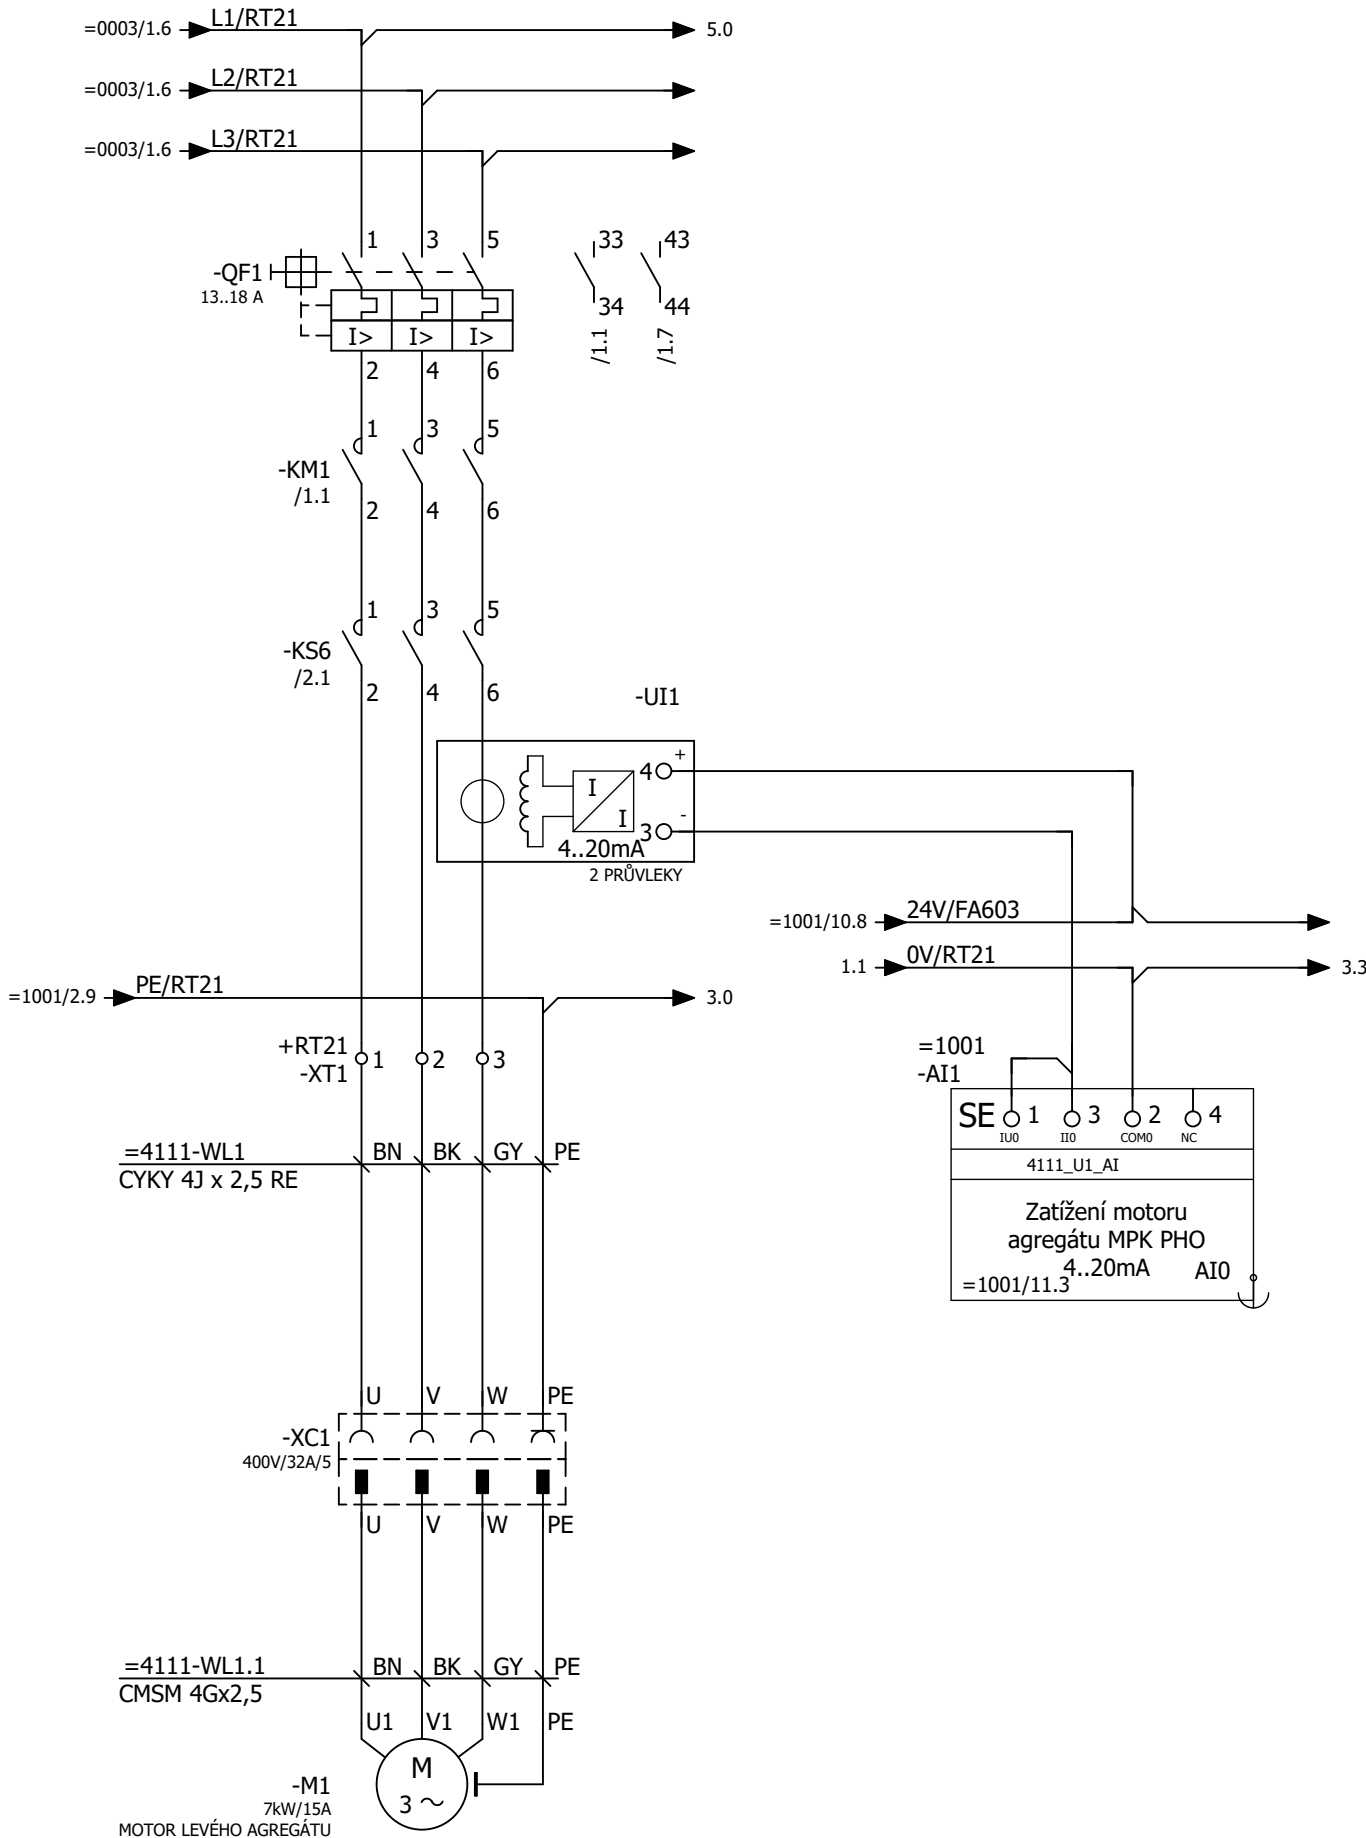 =0003/1.6 L1/RT21 5.0
=0003/1.6 L2/RT21
=0003/1.6 L3/RT21
1 3 5 33 43
-QF1
13..18 A
34 44
I> I> I>
/1.1 /1.7
2 4 6
1 3 5
-KM1
/1.1
2 4 6
1 3 5
-KS6
/2.1
2 4 6
-UI1
I I
4 +
3 -
4..20mA
2 PRŮVLEKY
=1001/10.8 24V/FA603
1.1 0V/RT21 3.3
=1001/2.9 PE/RT21 3.0
+RT21
-XT1
1 2 3
=1001
-AI1
SE 1 3 2 4
IU0 II0 COM0 NC
4111_U1_AI
Zatížení motoru
agregátu MPK PHO
4..20mA AI0
=1001/11.3
=4111-WL1 BN BK GY PE
CYKY 4J x 2,5 RE
U V W PE
-XC1
400V/32A/5
U V W PE
=4111-WL1.1 BN BK GY PE
CMSM 4Gx2,5
U1 V1 W1 PE
M
3 ~
-M1
7kW/15A
MOTOR LEVÉHO AGREGÁTU